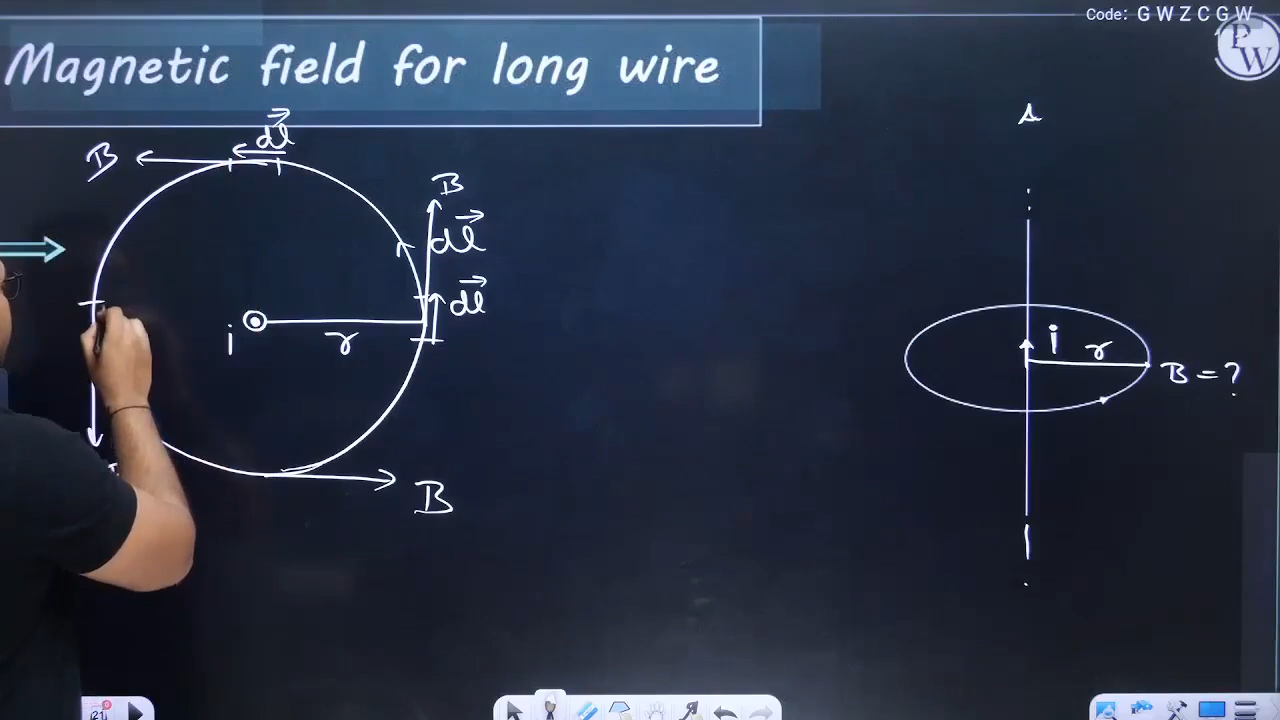 Code: G W Z C G W
P
W
Magnetic field for long wire
dl
B
B
dl
dl
i
r
B
i
r
B = ?